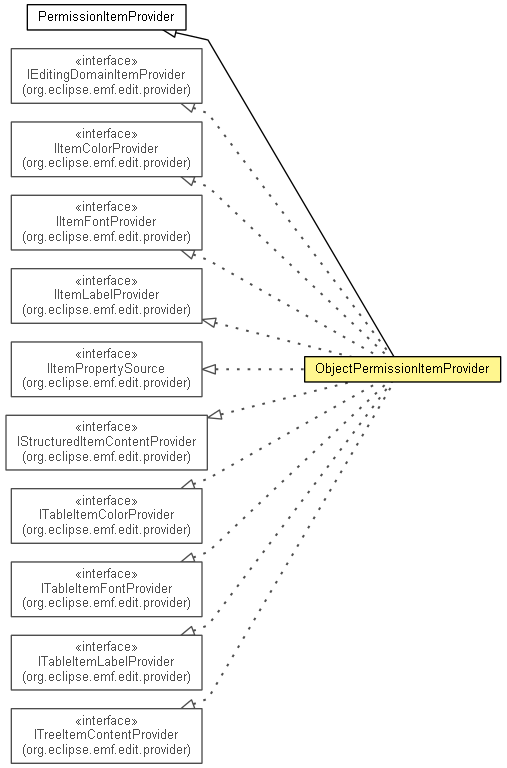 PermissionItemProvider
«interface»
IEditingDomainItemProvider
(org.eclipse.emf.edit.provider)
«interface»
IItemColorProvider
(org.eclipse.emf.edit.provider)
«interface»
IItemFontProvider
(org.eclipse.emf.edit.provider)
«interface»
IItemLabelProvider
(org.eclipse.emf.edit.provider)
«interface»
IItemPropertySource
(org.eclipse.emf.edit.provider)
ObjectPermissionItemProvider
«interface»
IStructuredItemContentProvider
(org.eclipse.emf.edit.provider)
«interface»
ITableItemColorProvider
(org.eclipse.emf.edit.provider)
«interface»
ITableItemFontProvider
(org.eclipse.emf.edit.provider)
«interface»
ITableItemLabelProvider
(org.eclipse.emf.edit.provider)
«interface»
ITreeItemContentProvider
(org.eclipse.emf.edit.provider)